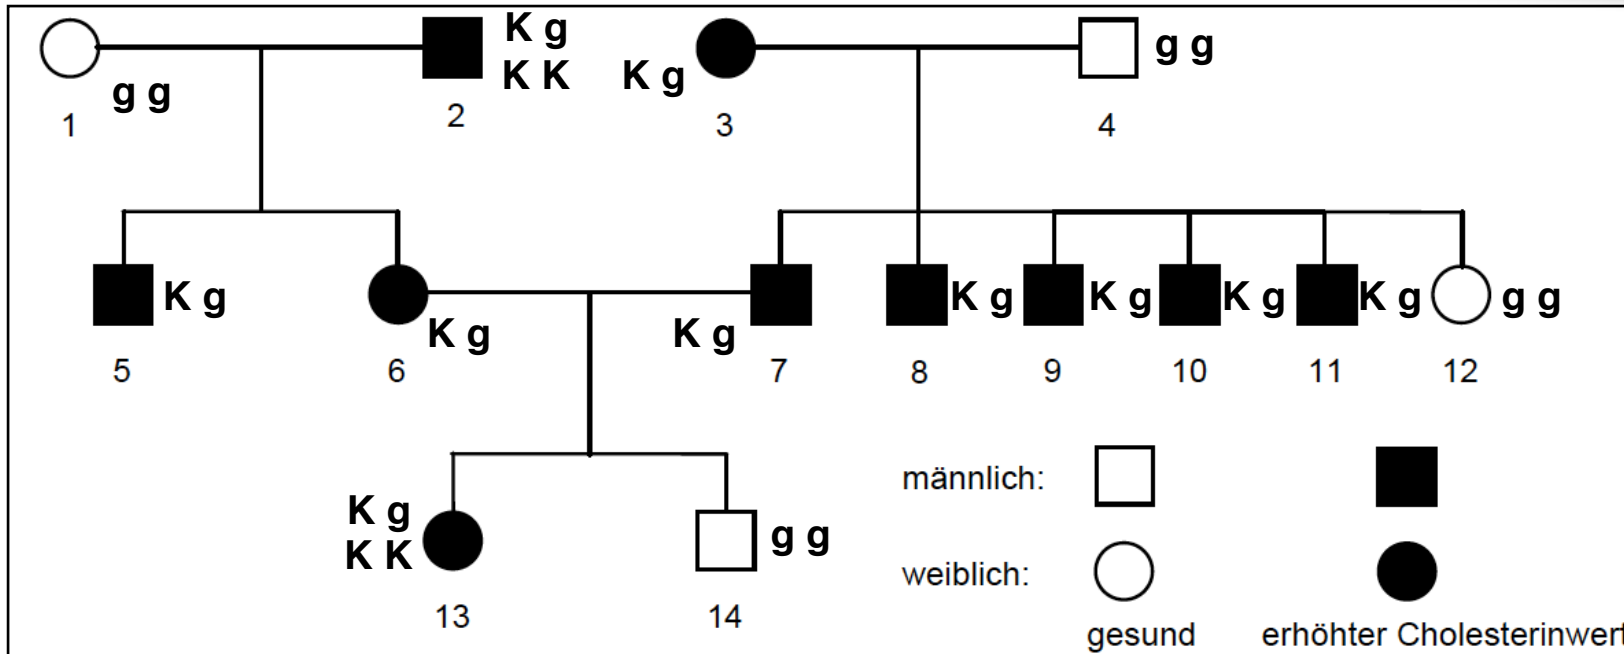 K g
K K
K g
g g
g g
1
2
3
4
K g
K g
K g
K g
K g
K g
K g
g g
5
6
7
8
9
10
11
12
K g
K K
g g
13
14
männlich:
weiblich:
gesund
erhöhter Cholesterinwert